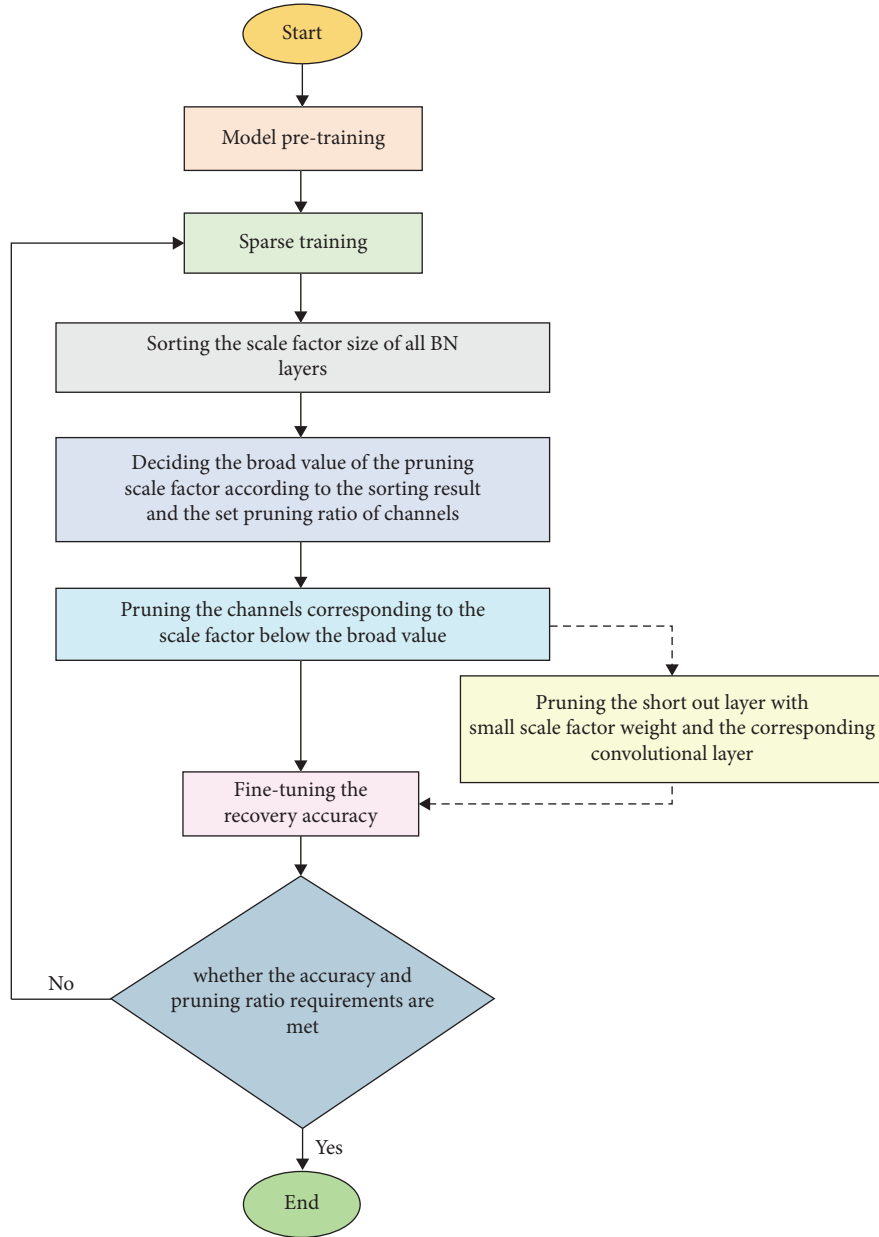 Start
Model pre-training
Sparse training
Sorting the scale factor size of all BN
layers
Deciding the broad value of the pruning
scale factor according to the sorting result
and the set pruning ratio of channels
Pruning the channels corresponding to the
scale factor below the broad value
Pruning the short out layer with
small scale factor weight and the corresponding
convolutional layer
Fine-tuning the
recovery accuracy
No
whether the accuracy and
pruning ratio requirements are
met
Yes
End